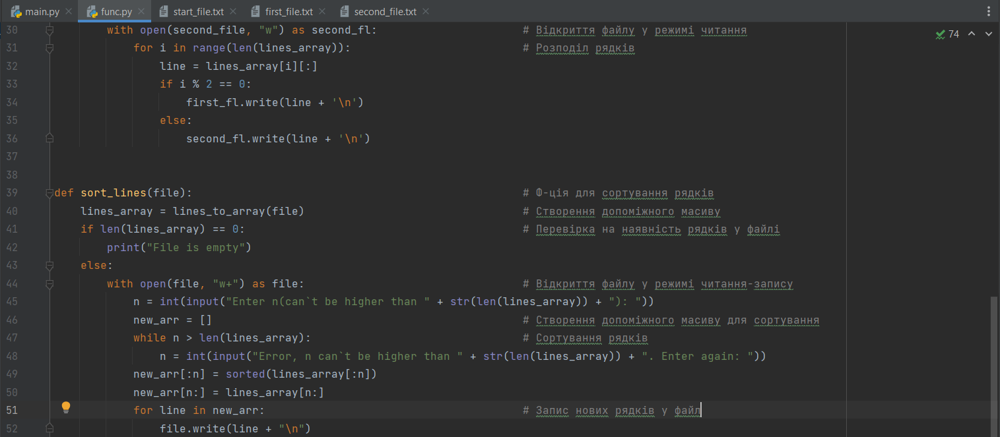 main.py func.py start_file.txt first_file.txt second_file.txt
74
30 with open(second_file, "w") as second_fl: # Відкриття файлу у режимі читання
31 for i in range(len(lines_array)): # Розподіл рядків
32 line = lines_array[i][:]
33 if i % 2 == 0:
34 first_fl.write(line + '\n')
35 else:
36 second_fl.write(line + '\n')
37
38
39 def sort_lines(file): # Ф-ція для сортування рядків
40 lines_array = lines_to_array(file) # Створення допоміжного масиву
41 if len(lines_array) == 0: # Перевірка на наявність рядків у файлі
42 print("File is empty")
43 else:
44 with open(file, "w+") as file: # Відкриття файлу у режимі читання-запису
45 n = int(input("Enter n(can`t be higher than " + str(len(lines_array)) + "): "))
46 new_arr = [] # Створення допоміжного масиву для сортування
47 while n > len(lines_array): # Сортування рядків
48 n = int(input("Error, n can`t be higher than " + str(len(lines_array)) + ". Enter again: "))
49 new_arr[:n] = sorted(lines_array[:n])
50 new_arr[n:] = lines_array[n:]
51 for line in new_arr: # Запис нових рядків у файл
52 file.write(line + "\n")